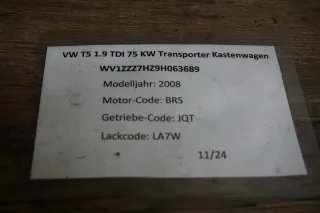 VW T5 1.9 TDI 75 KW Transporter Kastenwagen
WV1ZZZ7HZ9H063689
Modelljahr: 2008
Motor-Code: BRS
Getriebe-Code: JQT
Lackcode: LA7W
11/24